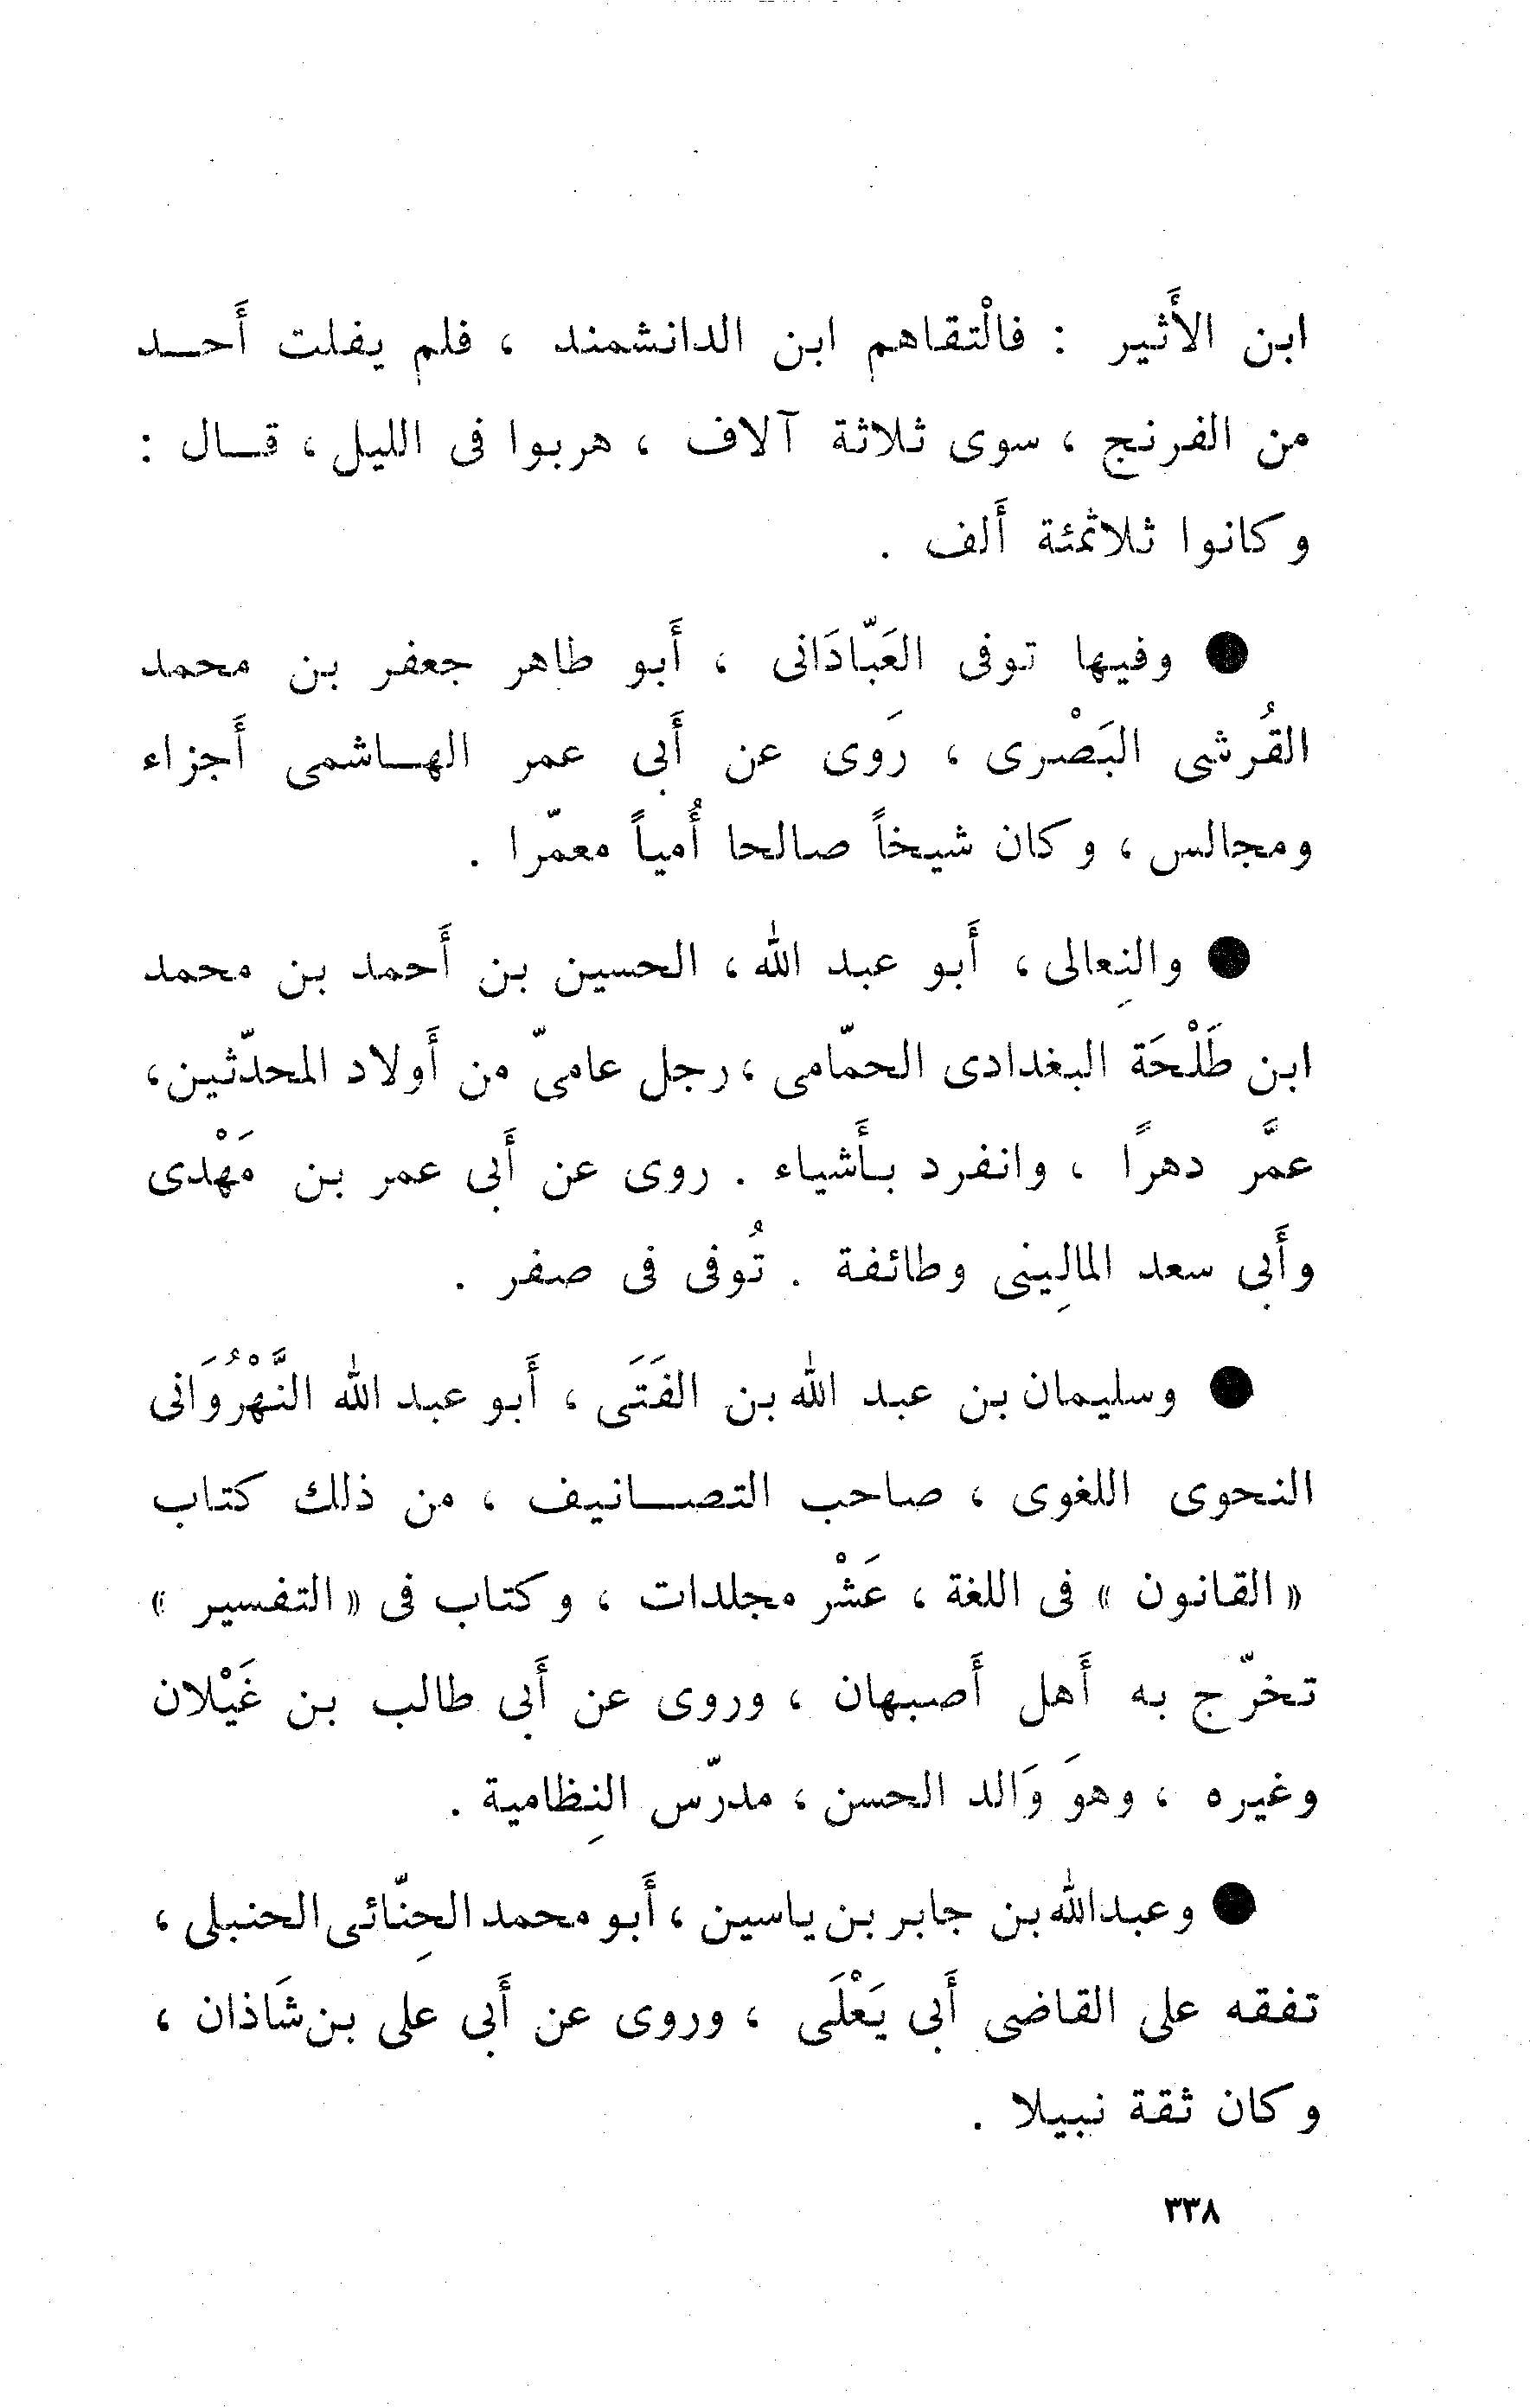 ابن الأَثير : فالْتقاهم ابن الدانشمند ، فلم يفلت أَحـــد
من الفرنج ، سوى ثلاثة آلاف ، هربوا فى الليل ، قـــال :
وكانوا ثلاثمئة أَلف .
● وفيها توفى العَبّادَانى ، أَبو طاهر جعفر بن محمد
القُرشى البَصْرى ، رَوى عن أَبى عمر الهــاشمى أَجزاء
ومجالس ، وكان شيخاً صالحا أُمياً معمّرا .
● والنِعالى ، أَبو عبد الله ، الحسين بن أَحمد بن محمد
ابن طَلْحَة البغدادى الحمّامى ، رجل عامىّ من أَولاد المحدّثين ،
عمَّر دهرًا ، وانفرد بأَشياء . روى عن أَبى عمر بن مَهْدى
وأَبى سعد المالِينى وطائفة . تُوفى فى صفر .
● وسليمان بن عبد الله بن الفَتَى ، أَبو عبد الله النَّهْرُوَانى
النحوى اللغوى ، صاحب التصــانيف ، من ذلك كتاب
« القانون » فى اللغة ، عَشْر مجلدات ، وكتاب فى « التفسير »
تخرّج به أَهل أَصبهان ، وروى عن أَبى طالب بن غَيْلان
وغيره ، وهوَ وَالد الحسن ، مدرّس النِظامية .
● وعبدالله بن جابر بن ياسين ، أَبو محمد الحِنّائى الحنبلى ،
تفقه على القاضى أَبى يَعْلَى ، وروى عن أَبى على بن شَاذان ،
وكان ثقة نبيلا .
٣٣٨